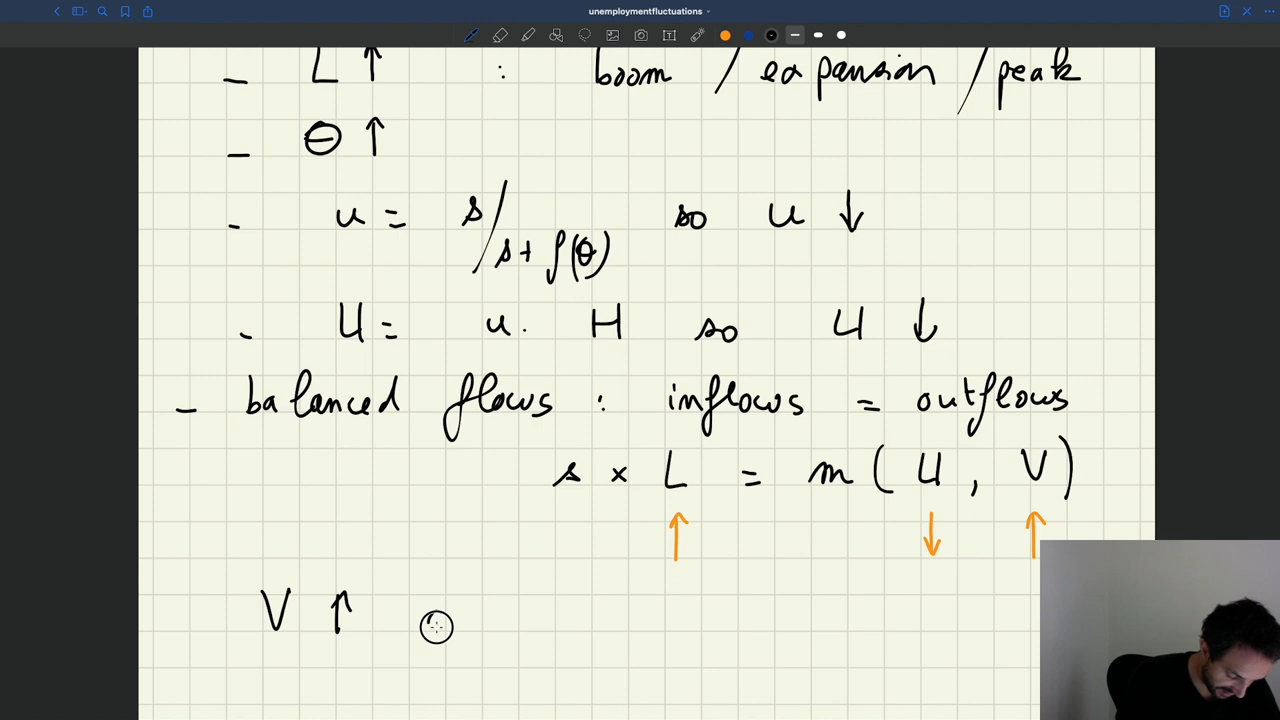 unemploymentfluctuations
- L ↑ : boom / expansion / peak
- θ ↑
- u = s/s+f(θ) so u ↓
- U = u. H so U ↓
- balanced flows : inflows = outflows
s × L = m ( U , V )
↑ ↓ ↑
V ↑